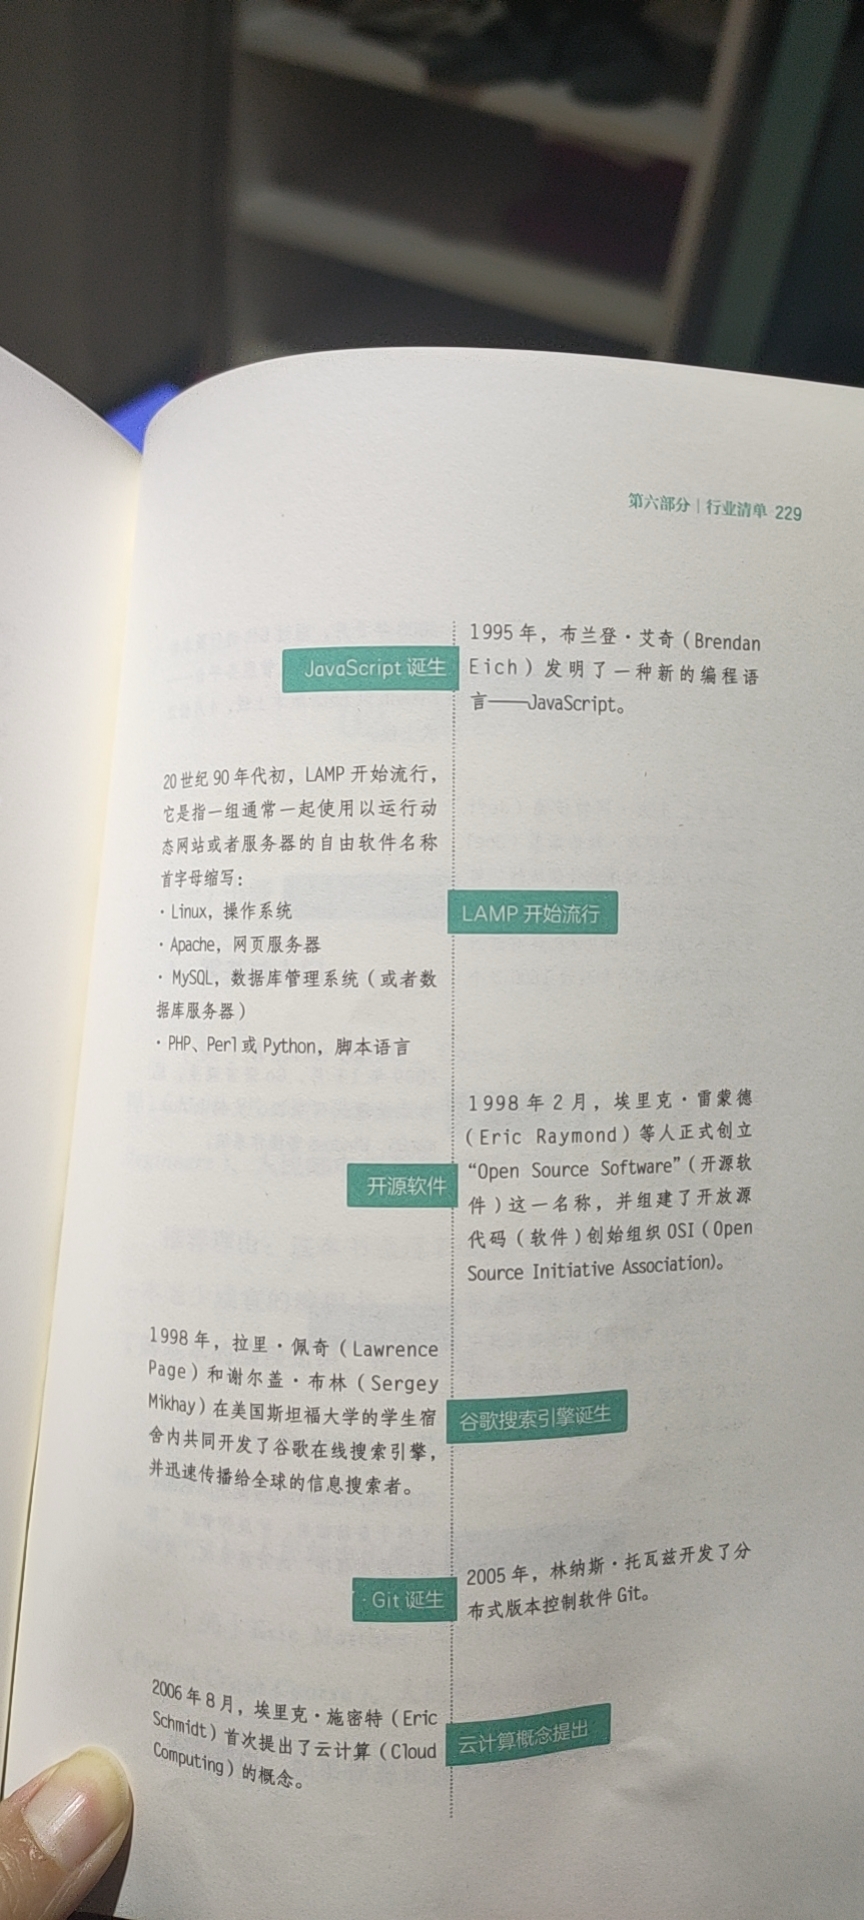 第六部分｜行业清单 229
JavaScript 诞生
1995 年，布兰登·艾奇（Brendan
Eich）发明了一种新的编程语
言——JavaScript。
20 世纪 90 年代初，LAMP 开始流行，
它是指一组通常一起使用以运行动
态网站或者服务器的自由软件名称
首字母缩写：
·Linux，操作系统
·Apache，网页服务器
·MySQL，数据库管理系统（或者数
据库服务器）
·PHP、Perl 或 Python，脚本语言
LAMP 开始流行
开源软件
1998 年 2 月，埃里克·雷蒙德
（Eric Raymond）等人正式创立
“Open Source Software”（开源软
件）这一名称，并组建了开放源
代码（软件）创始组织 OSI（Open
Source Initiative Association）。
1998 年，拉里·佩奇（Lawrence
Page）和谢尔盖·布林（Sergey
Mikhay）在美国斯坦福大学的学生宿
舍内共同开发了谷歌在线搜索引擎，
并迅速传播给全球的信息搜索者。
谷歌搜索引擎诞生
·Git 诞生
2005 年，林纳斯·托瓦兹开发了分
布式版本控制软件 Git。
2006 年 8 月，埃里克·施密特（Eric
Schmidt）首次提出了云计算（Cloud
Computing）的概念。
云计算概念提出